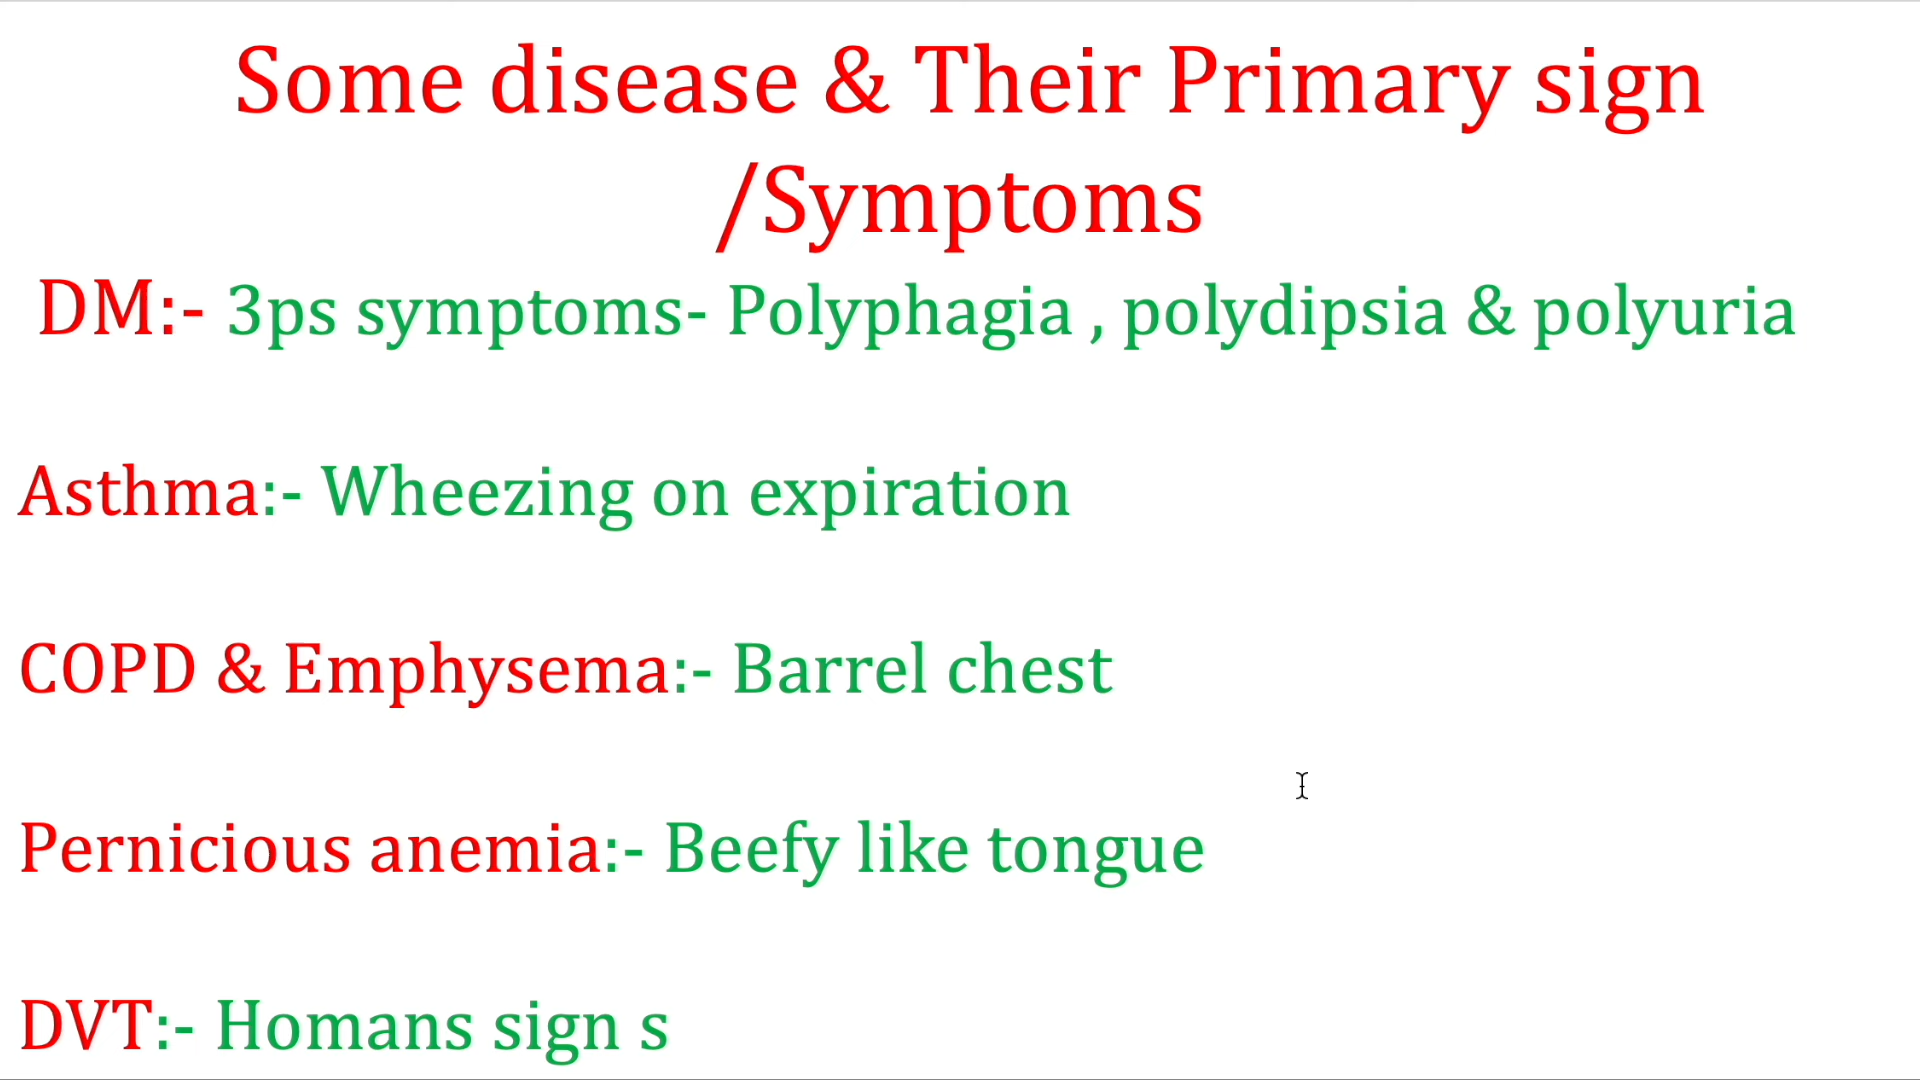 Some disease & Their Primary sign
/Symptoms
DM:- 3ps symptoms- Polyphagia , polydipsia & polyuria
Asthma:- Wheezing on expiration
COPD & Emphysema:- Barrel chest
Pernicious anemia:- Beefy like tongue
DVT:- Homans sign s